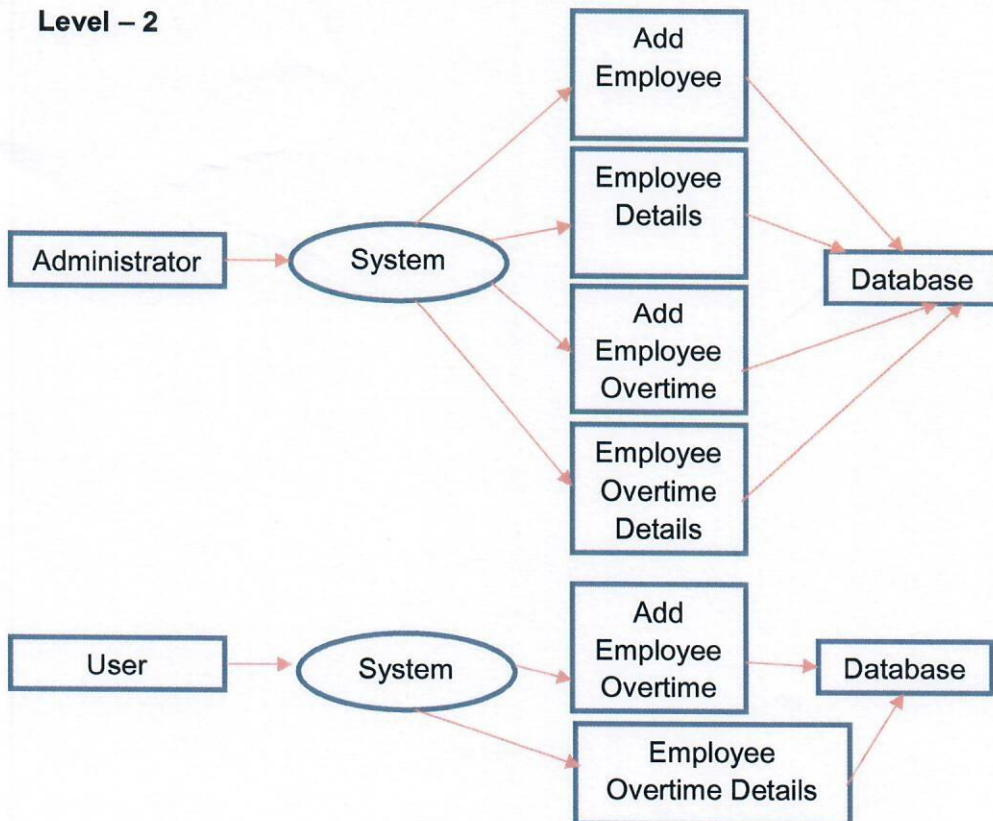 Level – 2
Add
Employee
Employee
Details
Administrator
System
Database
Add
Employee
Overtime
Employee
Overtime
Details
User
System
Add
Employee
Overtime
Database
Employee
Overtime Details